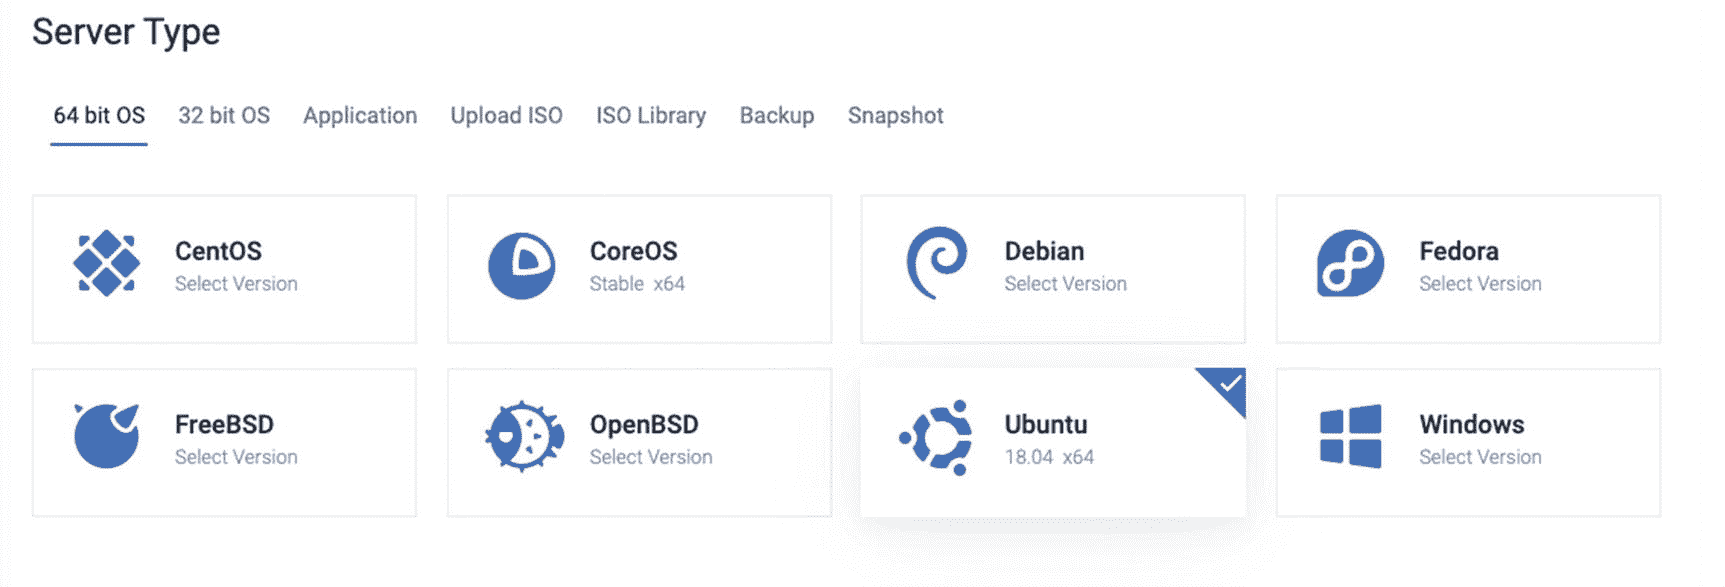 Server Type
64 bit OS 32 bit OS Application Upload ISO ISO Library Backup Snapshot
CentOS
Select Version
CoreOS
Stable x64
Debian
Select Version
Fedora
Select Version
FreeBSD
Select Version
OpenBSD
Select Version
Ubuntu
18.04 x64
Windows
Select Version